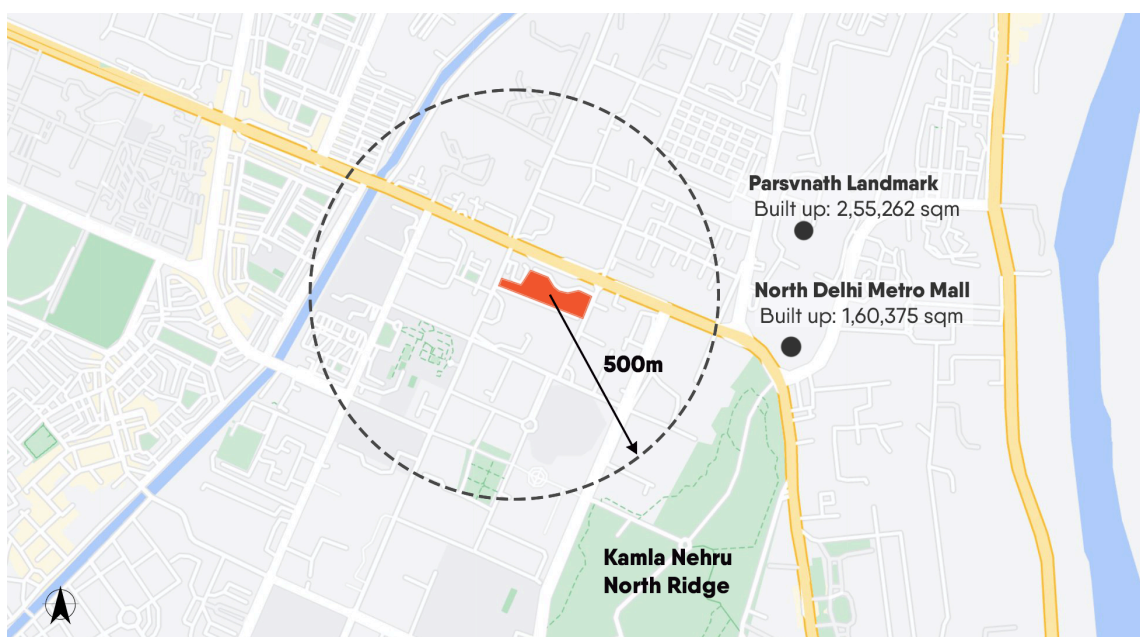 Parsvnath Landmark
Built up: 2,55,262 sqm
North Delhi Metro Mall
Built up: 1,60,375 sqm
500m
Kamla Nehru
North Ridge